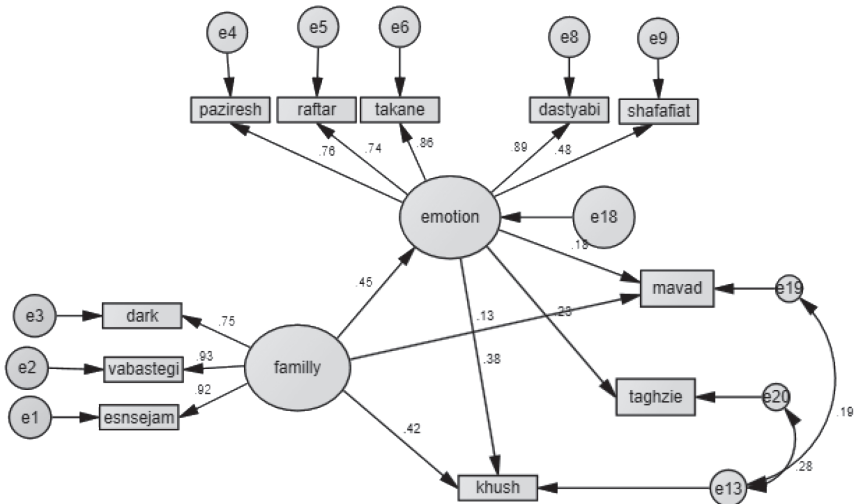 e4
e5
e6
e8
e9
paziresh
raftar
takane
dastyabi
shafafiat
.76
.74
.86
.89
.48
emotion
e18
.18
mavad
e19
.45
.13
.23
e3
dark
.75
.38
e2
vabastegi
.93
familly
e1
esnsejam
.92
taghzie
e20
.19
.42
.28
khush
e13